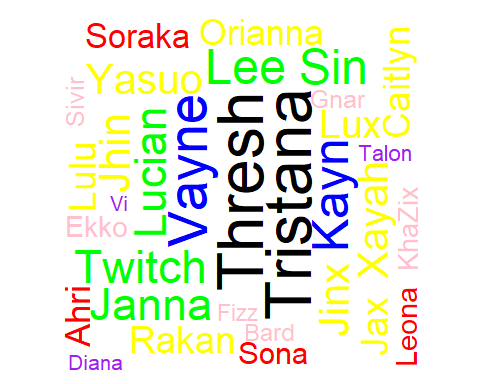 Soraka
Orianna
Yasuo
Lee Sin
Sivir
Gnar
Caitlyn
Lux
Lulu
Jhin
Lucian
Vayne
Thresh
Tristana
Kayn
Talon
Vi
Xayah
KhaZix
Ekko
Twitch
Janna
Ahri
Fizz
Jinx
Jax
Leona
Rakan
Bard
Sona
Diana